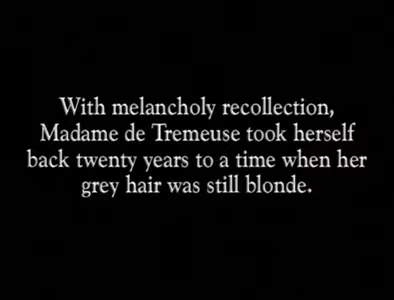 With melancholy recollection,
Madame de Tremeuse took herself
back twenty years to a time when her
grey hair was still blonde.